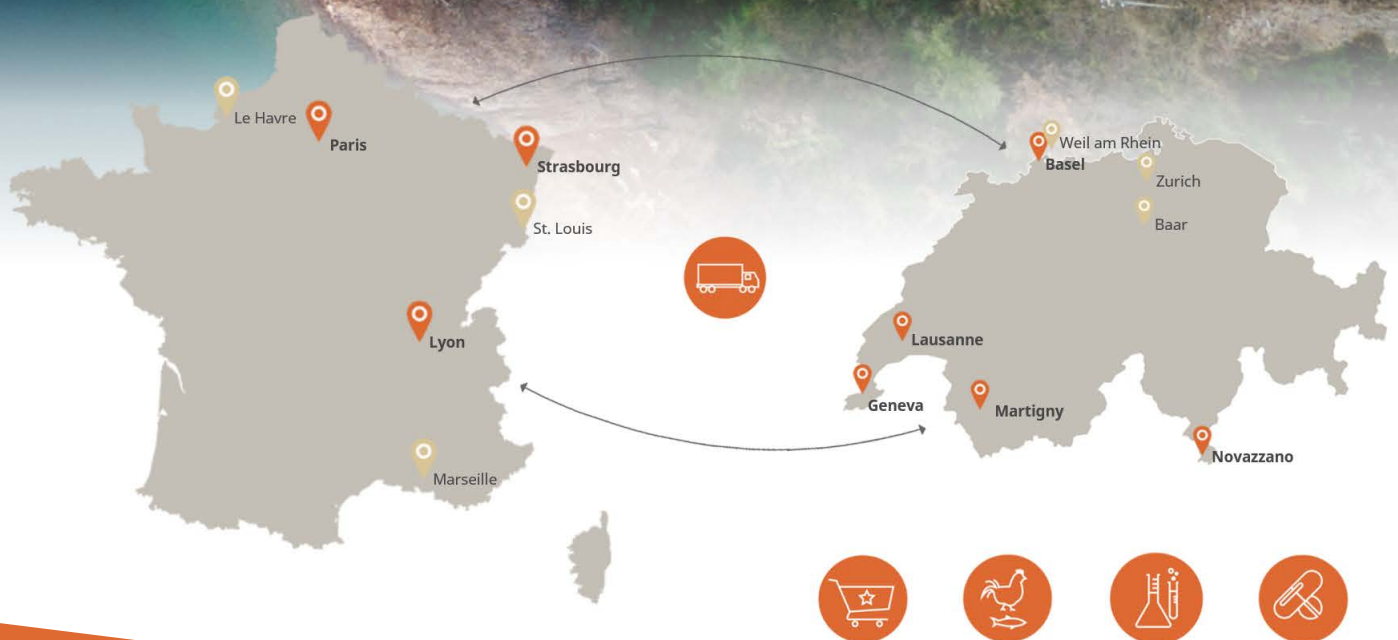 Le Havre
Paris
Strasbourg
St. Louis
Lyon
Marseille
Weil am Rhein
Basel
Zurich
Baar
Lausanne
Geneva
Martigny
Novazzano